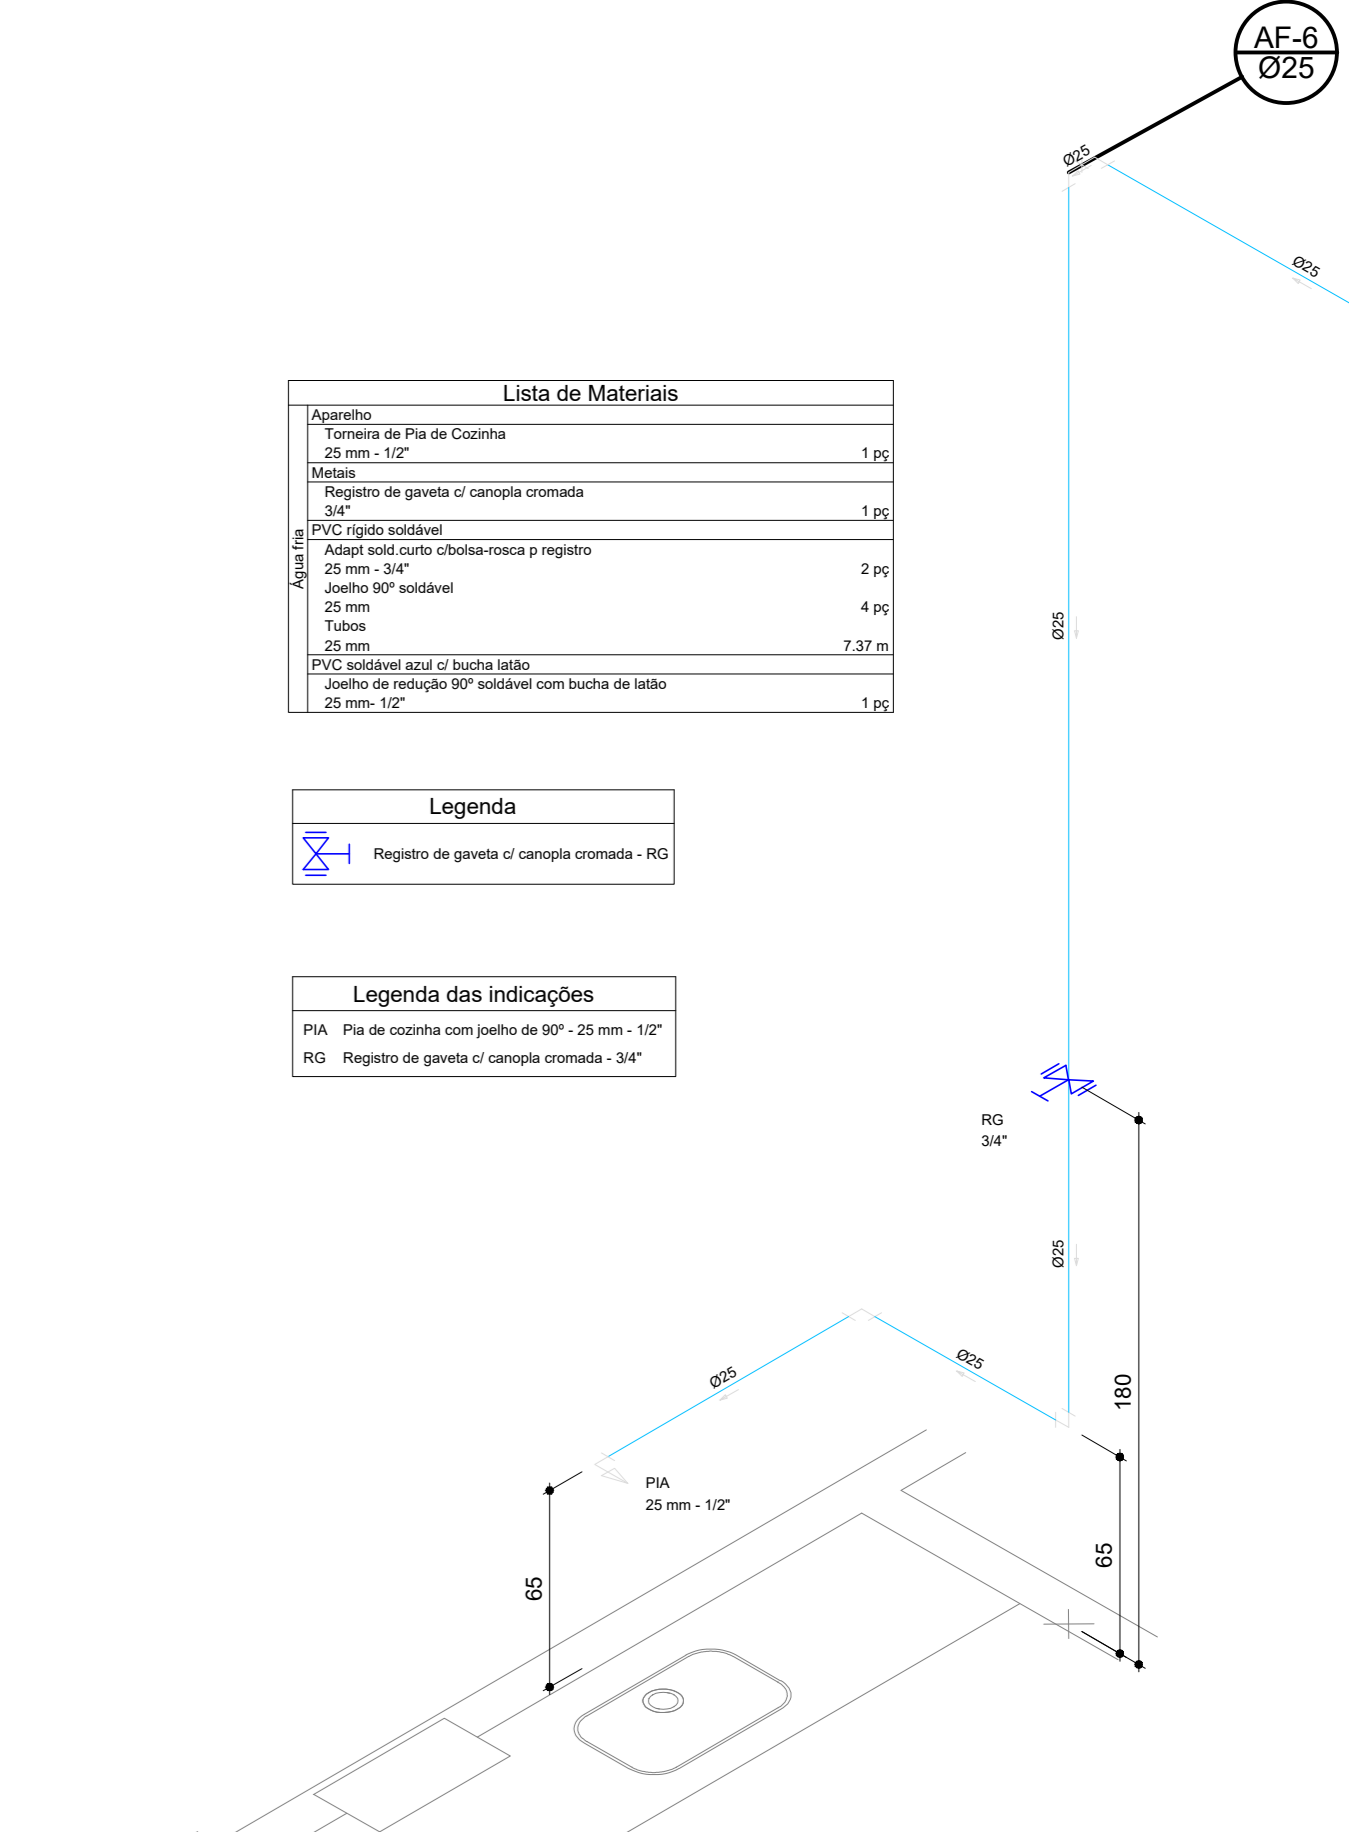 AF-6
Ø25
Ø25
Ø25
Lista de Materiais
Água fria
Aparelho
Torneira de Pia de Cozinha
25 mm - 1/2" 1 pç
Metais
Registro de gaveta c/ canopla cromada
3/4" 1 pç
PVC rígido soldável
Adapt sold.curto c/bolsa-rosca p registro
25 mm - 3/4" 2 pç
Joelho 90º soldável
25 mm 4 pç
Tubos
25 mm 7.37 m
PVC soldável azul c/ bucha latão
Joelho de redução 90º soldável com bucha de latão
25 mm- 1/2" 1 pç
Ø25
Legenda
Registro de gaveta c/ canopla cromada - RG
Legenda das indicações
PIA Pia de cozinha com joelho de 90º - 25 mm - 1/2"
RG Registro de gaveta c/ canopla cromada - 3/4"
RG
3/4"
Ø25
Ø25
Ø25
180
PIA
25 mm - 1/2"
65
65